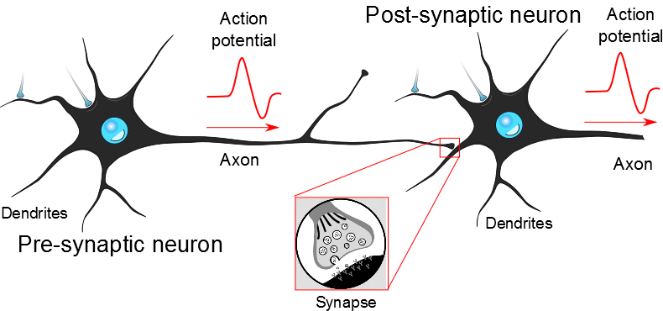 Post-synaptic neuron
Action
potential
Action
potential
Axon
Axon
Dendrites
Dendrites
Pre-synaptic neuron
Synapse